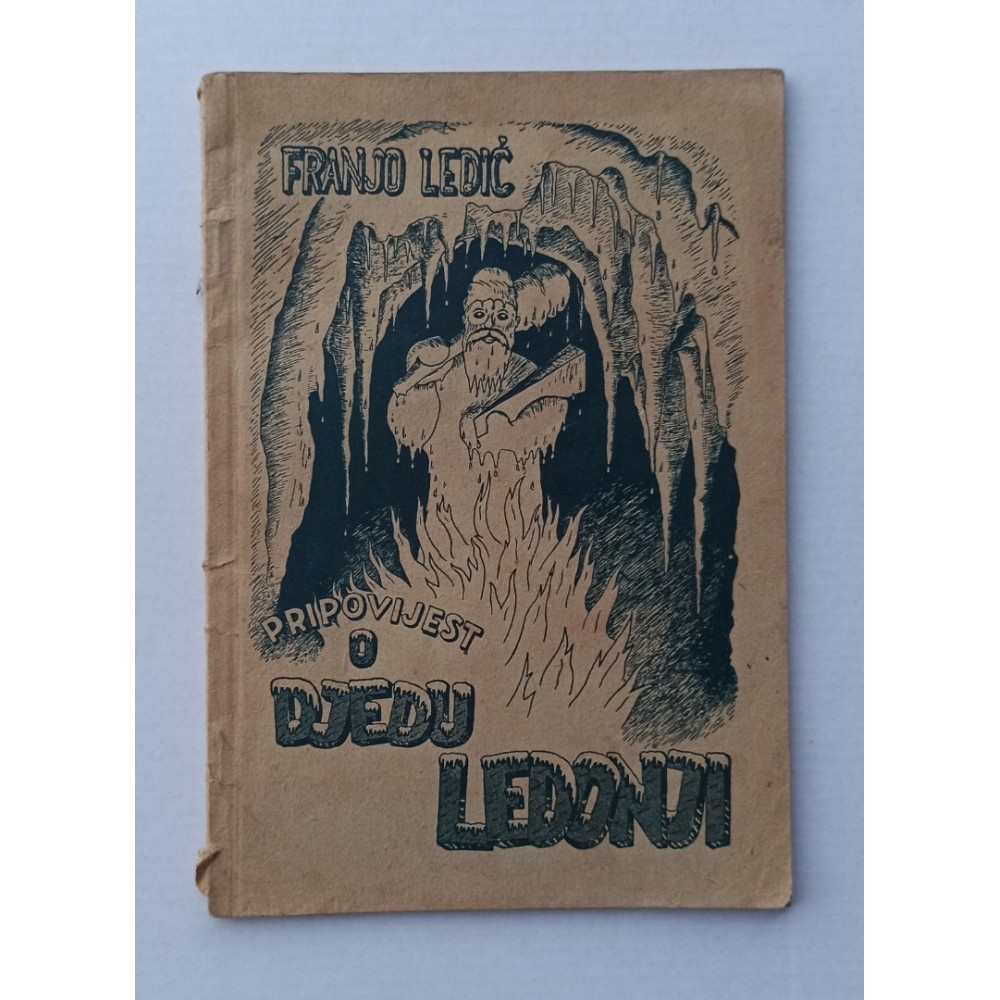 FRANJO LEDIĆ
PRIPOVIJEST
O
DJEDU
LEDONJI